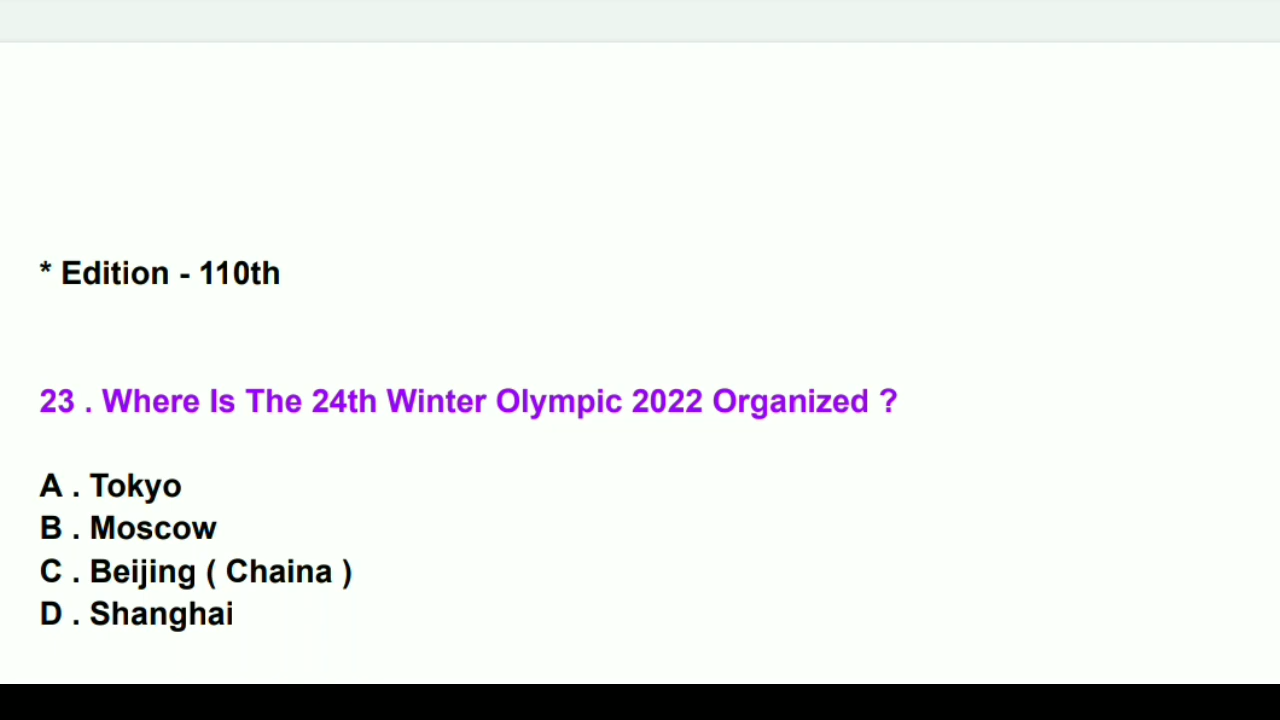 * Edition - 110th
23 . Where Is The 24th Winter Olympic 2022 Organized ?
A . Tokyo
B . Moscow
C . Beijing ( Chaina )
D . Shanghai